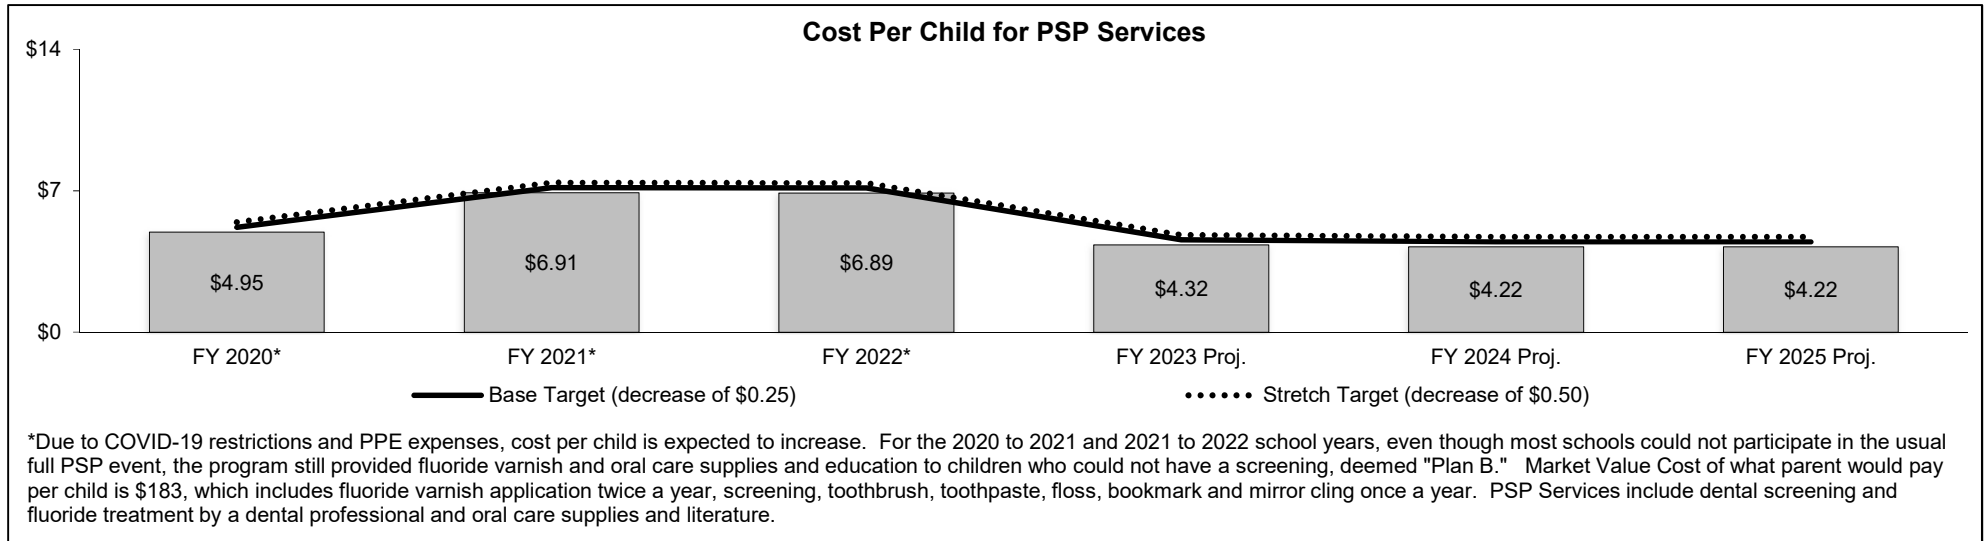 Cost Per Child for PSP Services
$14
$7
$0
$4.95
$6.91
$6.89
$4.32
$4.22
$4.22
FY 2020*
FY 2021*
FY 2022*
FY 2023 Proj.
FY 2024 Proj.
FY 2025 Proj.
Base Target (decrease of $0.25)
Stretch Target (decrease of $0.50)
*Due to COVID-19 restrictions and PPE expenses, cost per child is expected to increase.  For the 2020 to 2021 and 2021 to 2022 school years, even though most schools could not participate in the usual
full PSP event, the program still provided fluoride varnish and oral care supplies and education to children who could not have a screening, deemed "Plan B."   Market Value Cost of what parent would pay
per child is $183, which includes fluoride varnish application twice a year, screening, toothbrush, toothpaste, floss, bookmark and mirror cling once a year.  PSP Services include dental screening and
fluoride treatment by a dental professional and oral care supplies and literature.